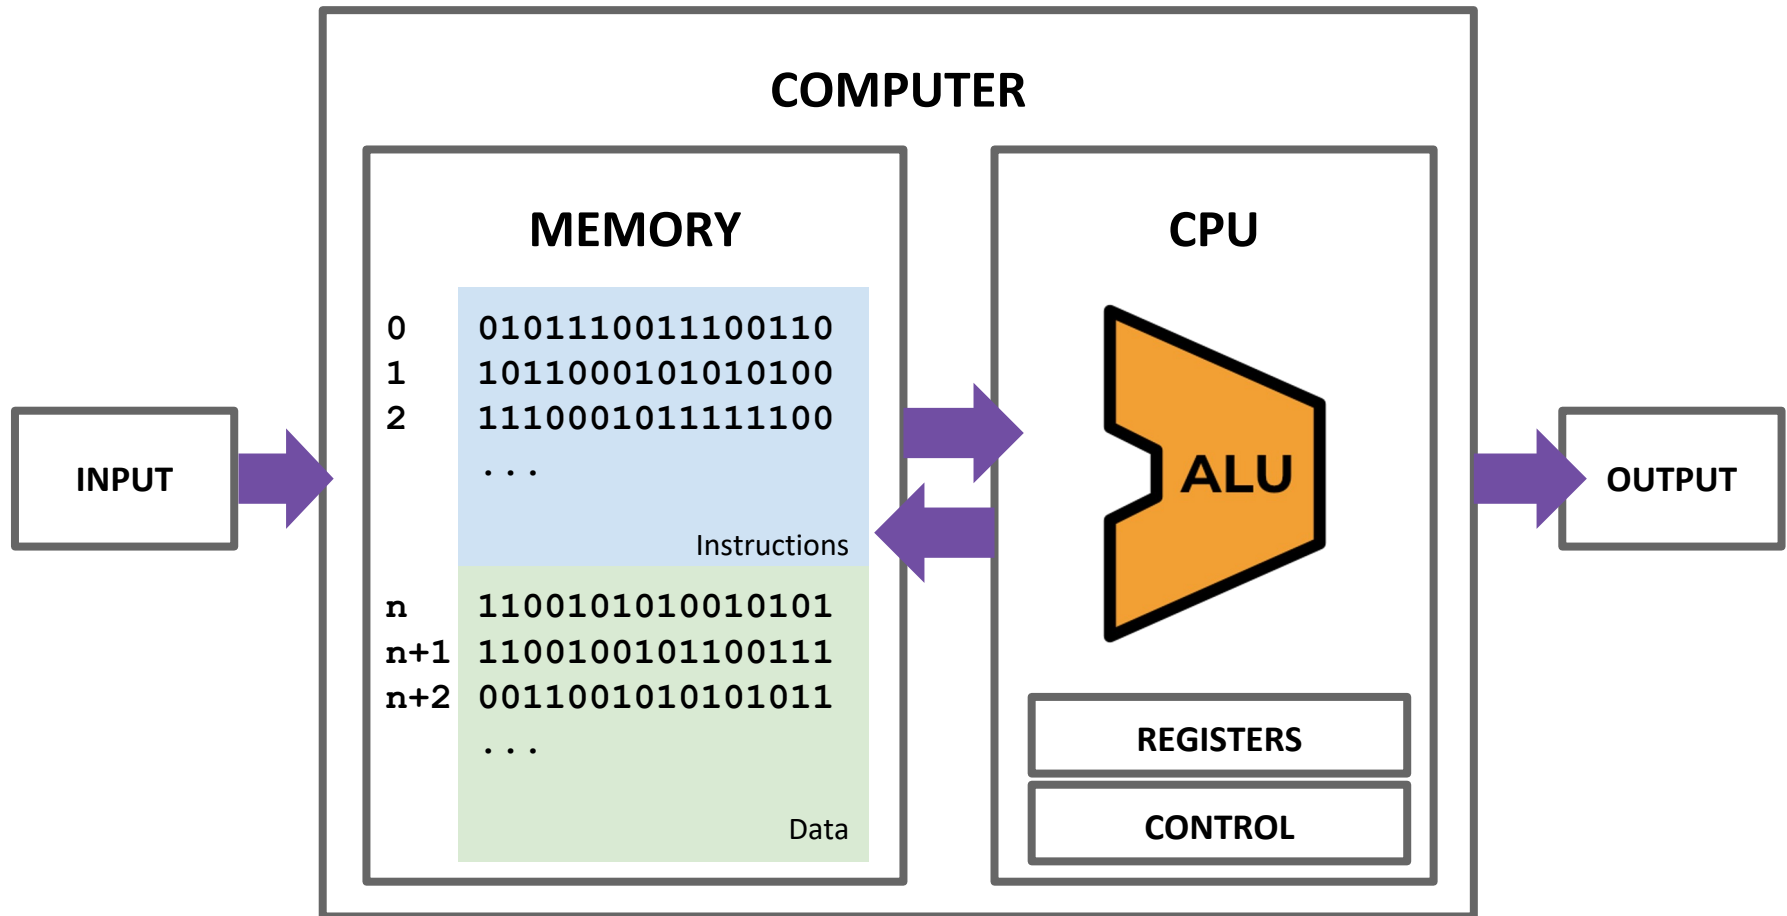 COMPUTER
MEMORY
0 0101110011100110
1 1011000101010100
2 1110001011111100
...
Instructions
n 1100101010010101
n+1 1100100101100111
n+2 0011001010101011
...
Data
CPU
ALU
REGISTERS
CONTROL
INPUT
OUTPUT